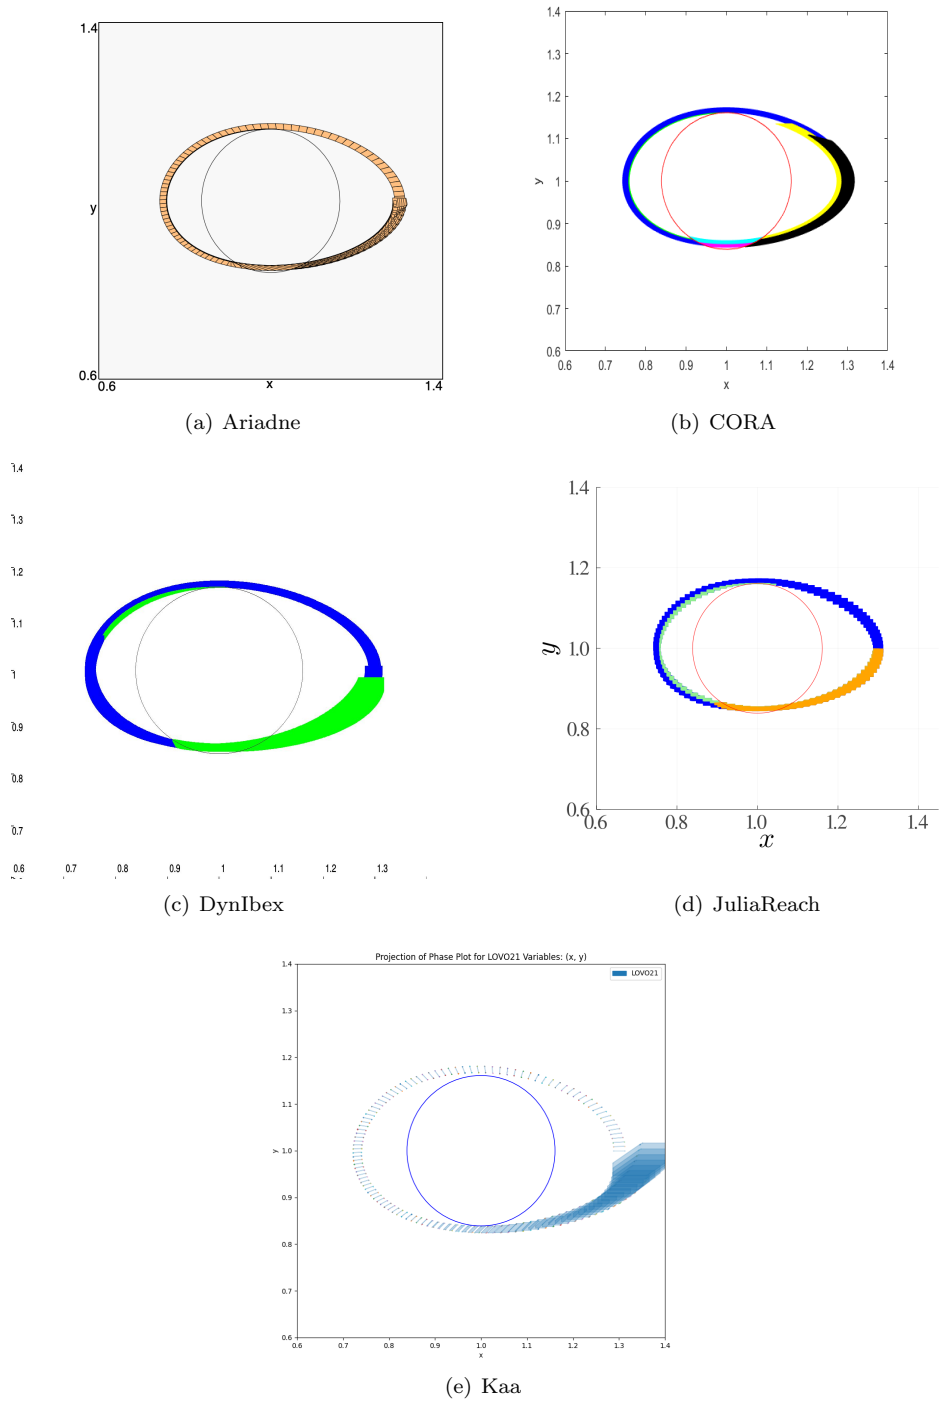 1.4
y
0.6
0.6
x
1.4
(a) Ariadne
1.4
1.3
1.2
1.1
1
0.9
0.8
0.7
0.6
y
0.6 0.7 0.8 0.9 1 1.1 1.2 1.3 1.4
x
(b) CORA
1.4
1.3
1.2
1.1
1
0.9
0.8
0.7
0.6 0.7 0.8 0.9 1 1.1 1.2 1.3
(c) DynIbex
1.4
1.2
1.0
0.8
0.6
y
0.6 0.8 1.0 1.2 1.4
x
(d) JuliaReach
Projection of Phase Plot for LOVO21 Variables: (x, y)
LOVO21
1.4
1.3
1.2
1.1
1.0
0.9
0.8
0.7
0.6
y
0.6 0.7 0.8 0.9 1.0 1.1 1.2 1.3 1.4
x
(e) Kaa